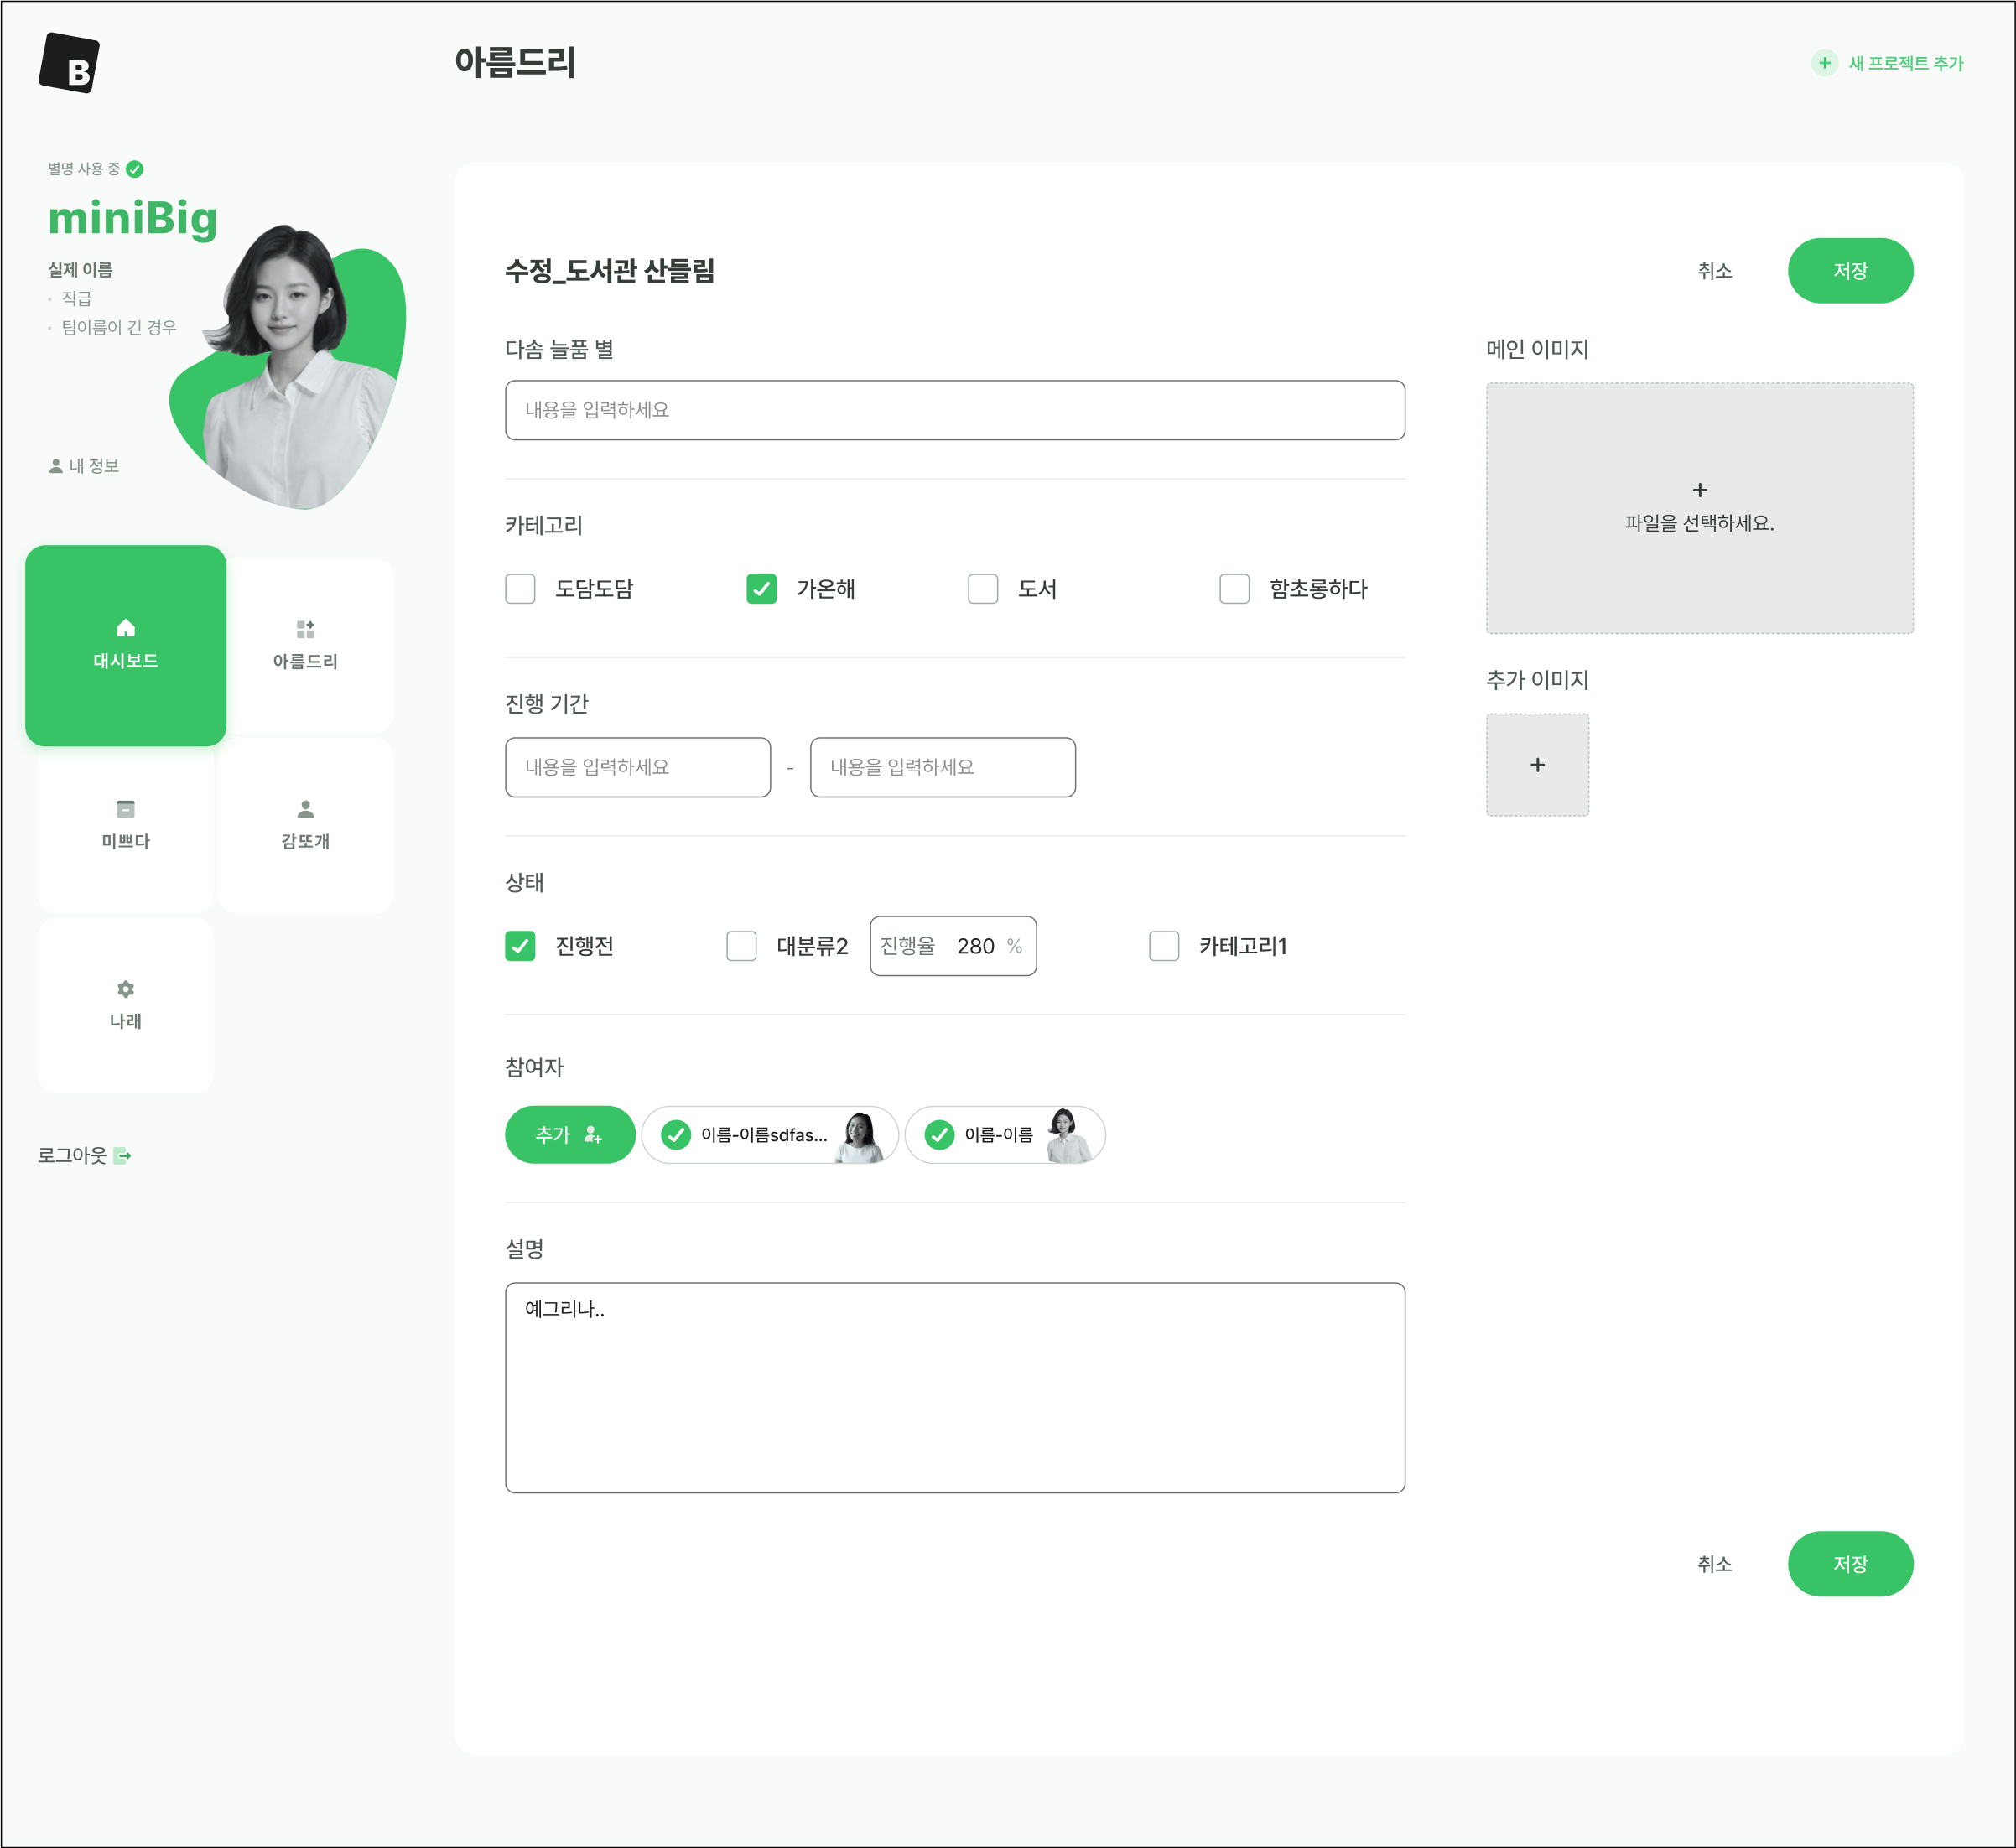 B
아름드리
+ 새 프로젝트 추가
별명 사용 중
miniBig
실제 이름
• 직급
• 팀이름이 긴 경우
내 정보
대시보드
아름드리
미쁘다
감또개
나래
로그아웃
수정_도서관 산들림
취소
저장
다솜 늘품 별
내용을 입력하세요
카테고리
도담도담
가온해
도서
함초롱하다
진행 기간
내용을 입력하세요 - 내용을 입력하세요
상태
진행전
대분류2
진행율 280 %
카테고리1
참여자
추가
이름-이름sdfas...
이름-이름
설명
예그리나..
메인 이미지
+
파일을 선택하세요.
추가 이미지
+
취소
저장